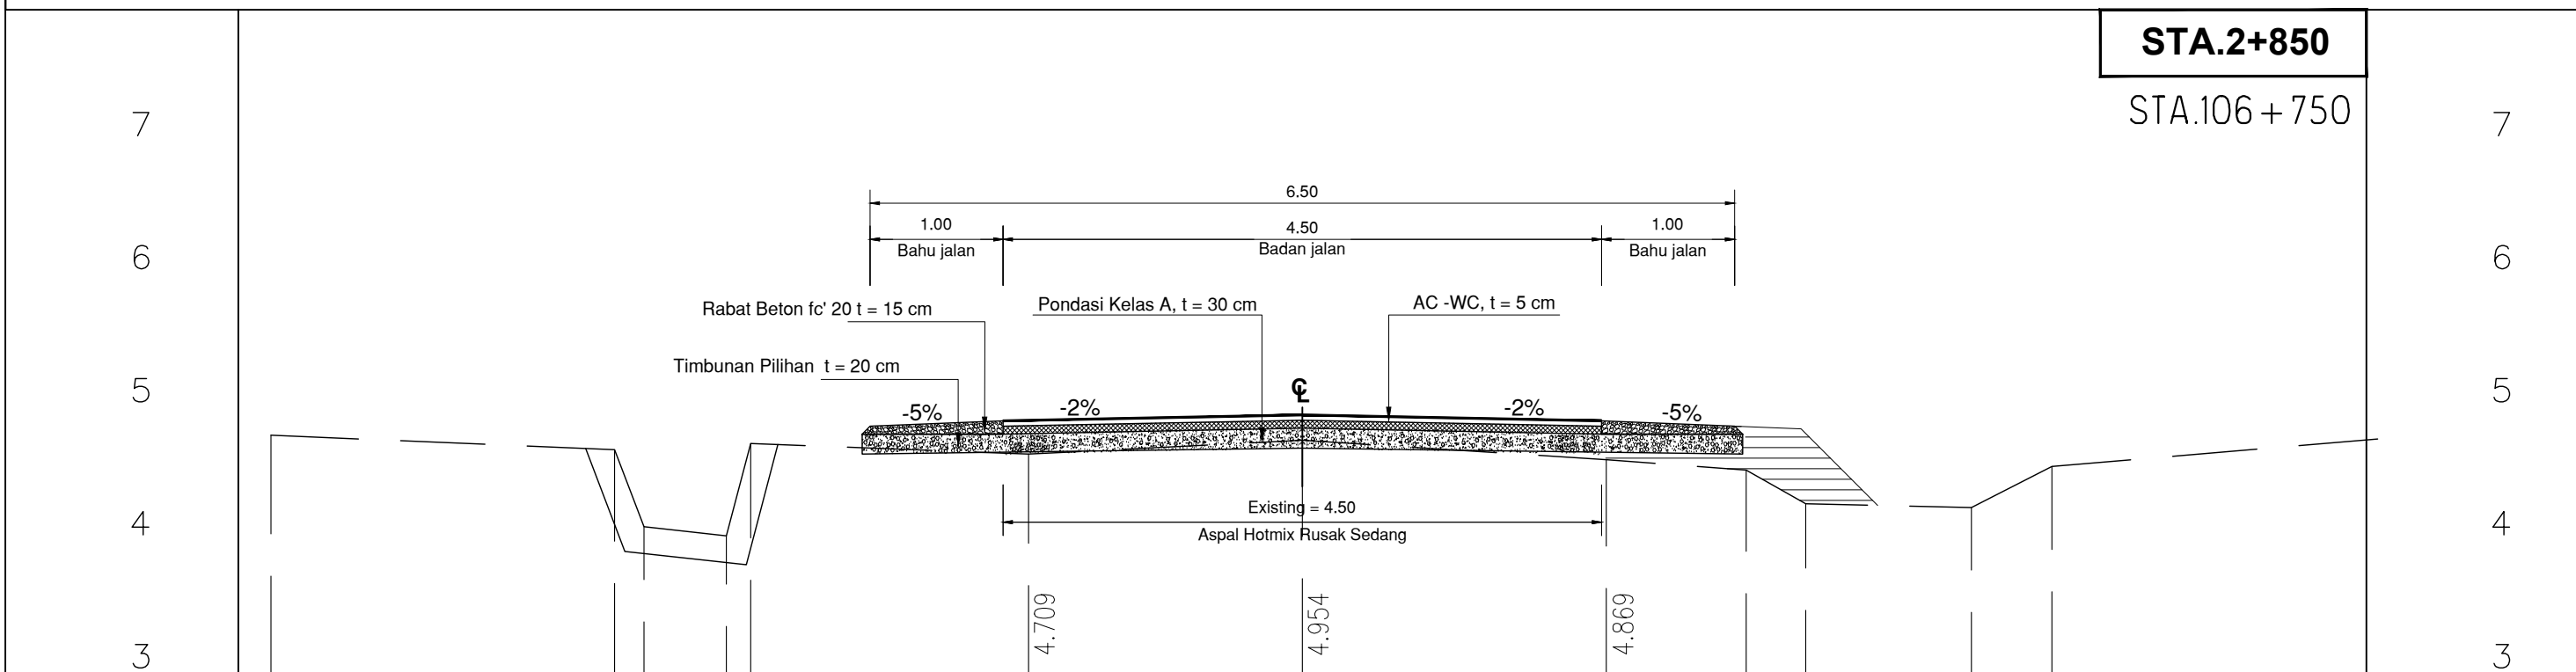 STA.2+850
STA.106+750
7
7
6.50
1.00
4.50
1.00
Bahu jalan
Badan jalan
Bahu jalan
6
6
Rabat Beton fc' 20 t = 15 cm
Pondasi Kelas A, t = 30 cm
AC -WC, t = 5 cm
Timbunan Pilihan t = 20 cm
5
5
CL
-5%
-2%
-2%
-5%
4
4
Existing = 4.50
Aspal Hotmix Rusak Sedang
4.709
4.954
4.869
3
3